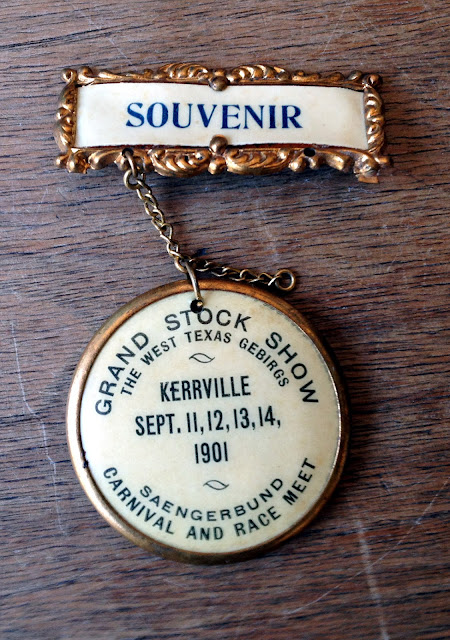 SOUVENIR
GRAND STOCK SHOW
THE WEST TEXAS GEBIRGS
KERRVILLE
SEPT. 11, 12, 13, 14,
1901
SAENGERBUND
CARNIVAL AND RACE MEET